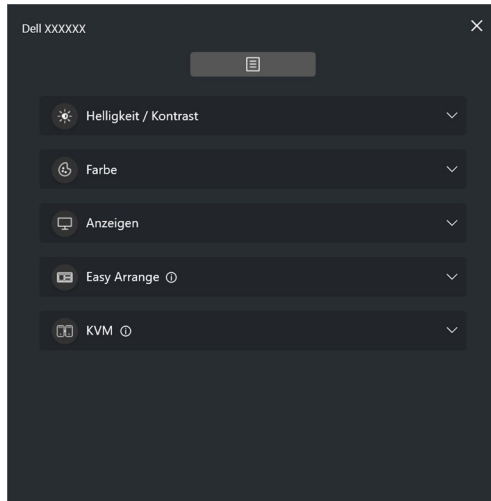 Dell XXXXXX
Helligkeit / Kontrast
Farbe
Anzeigen
Easy Arrange
KVM